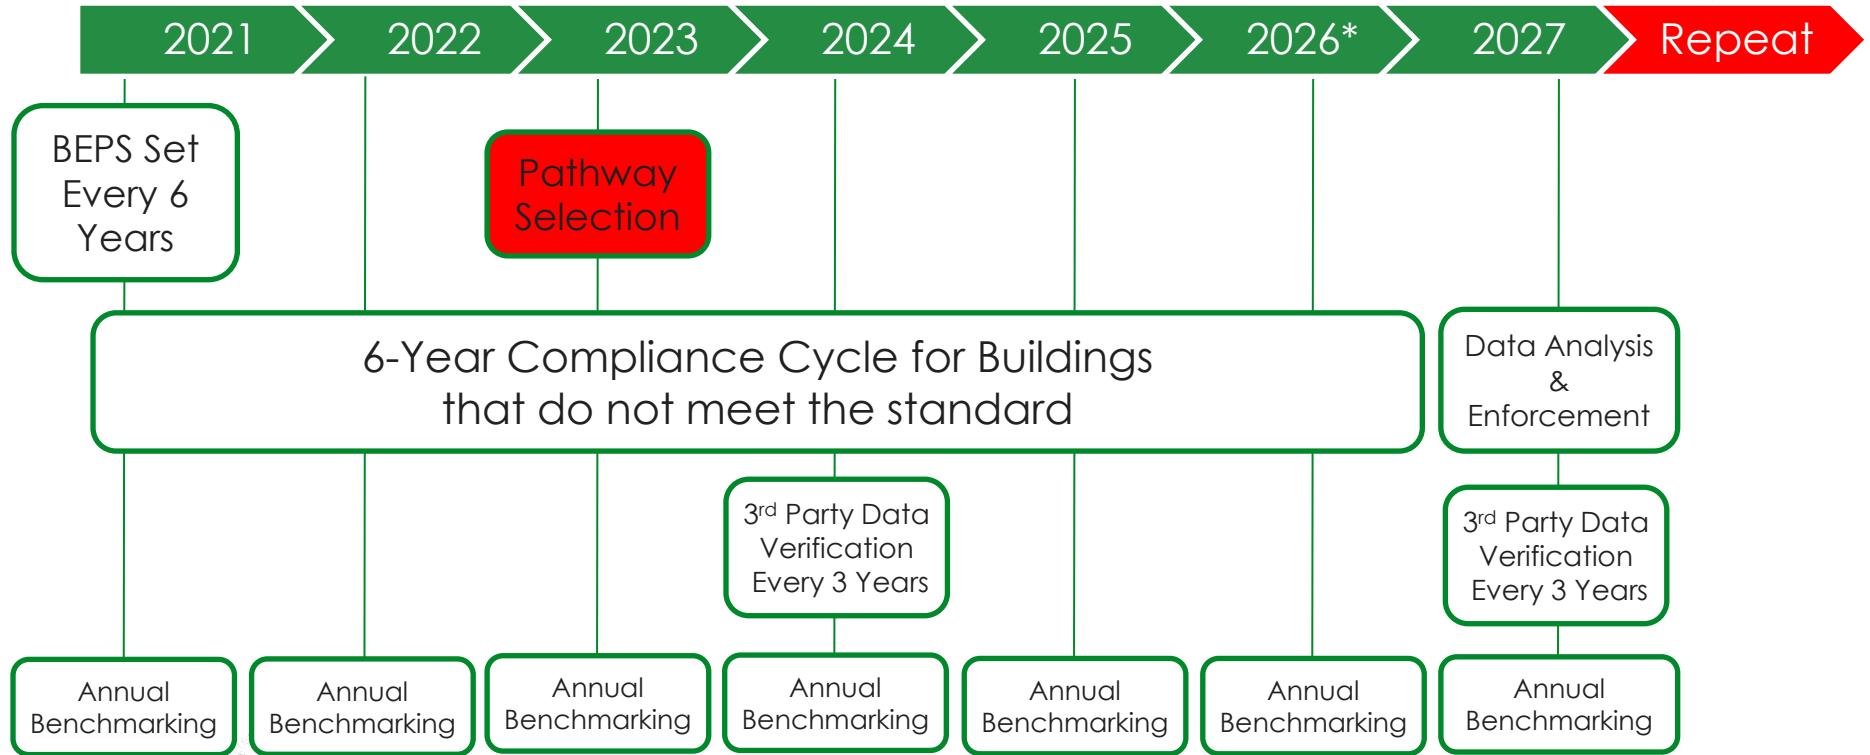 2021 2022 2023 2024 2025 2026* 2027 Repeat
BEPS Set
Every 6
Years
Pathway
Selection
6-Year Compliance Cycle for Buildings
that do not meet the standard
Data Analysis
&
Enforcement
3rd Party Data
Verification
Every 3 Years
3rd Party Data
Verification
Every 3 Years
Annual
Benchmarking
Annual
Benchmarking
Annual
Benchmarking
Annual
Benchmarking
Annual
Benchmarking
Annual
Benchmarking
Annual
Benchmarking